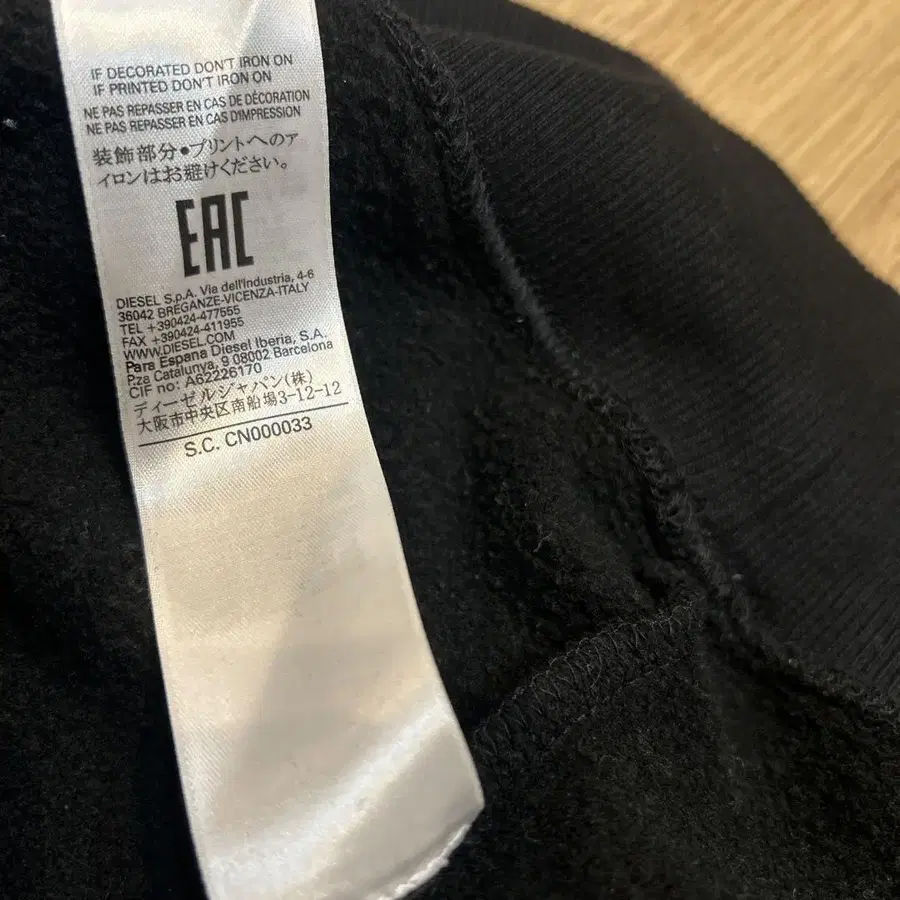 IF DECORATED DON'T IRON ON
IF PRINTED DON'T IRON ON
NE PAS REPASSER EN CAS DE DÉCORATION
NE PAS REPASSER EN CAS D'IMPRESSION
装飾部分●プリントへのア
イロンはお避けください。
EAC
DIESEL S.p.A. Via dell'Industria, 4-6
36042 BREGANZE-VICENZA-ITALY
TEL +390424-477555
FAX +390424-411955
WWW.DIESEL.COM
Para Espana Diesel Iberia, S.A.
P.za Catalunya, 9 08002 Barcelona
CIF no: A62226170
ディーゼルジャパン(株)
大阪市中央区南船場3-12-12
S.C. CN000033